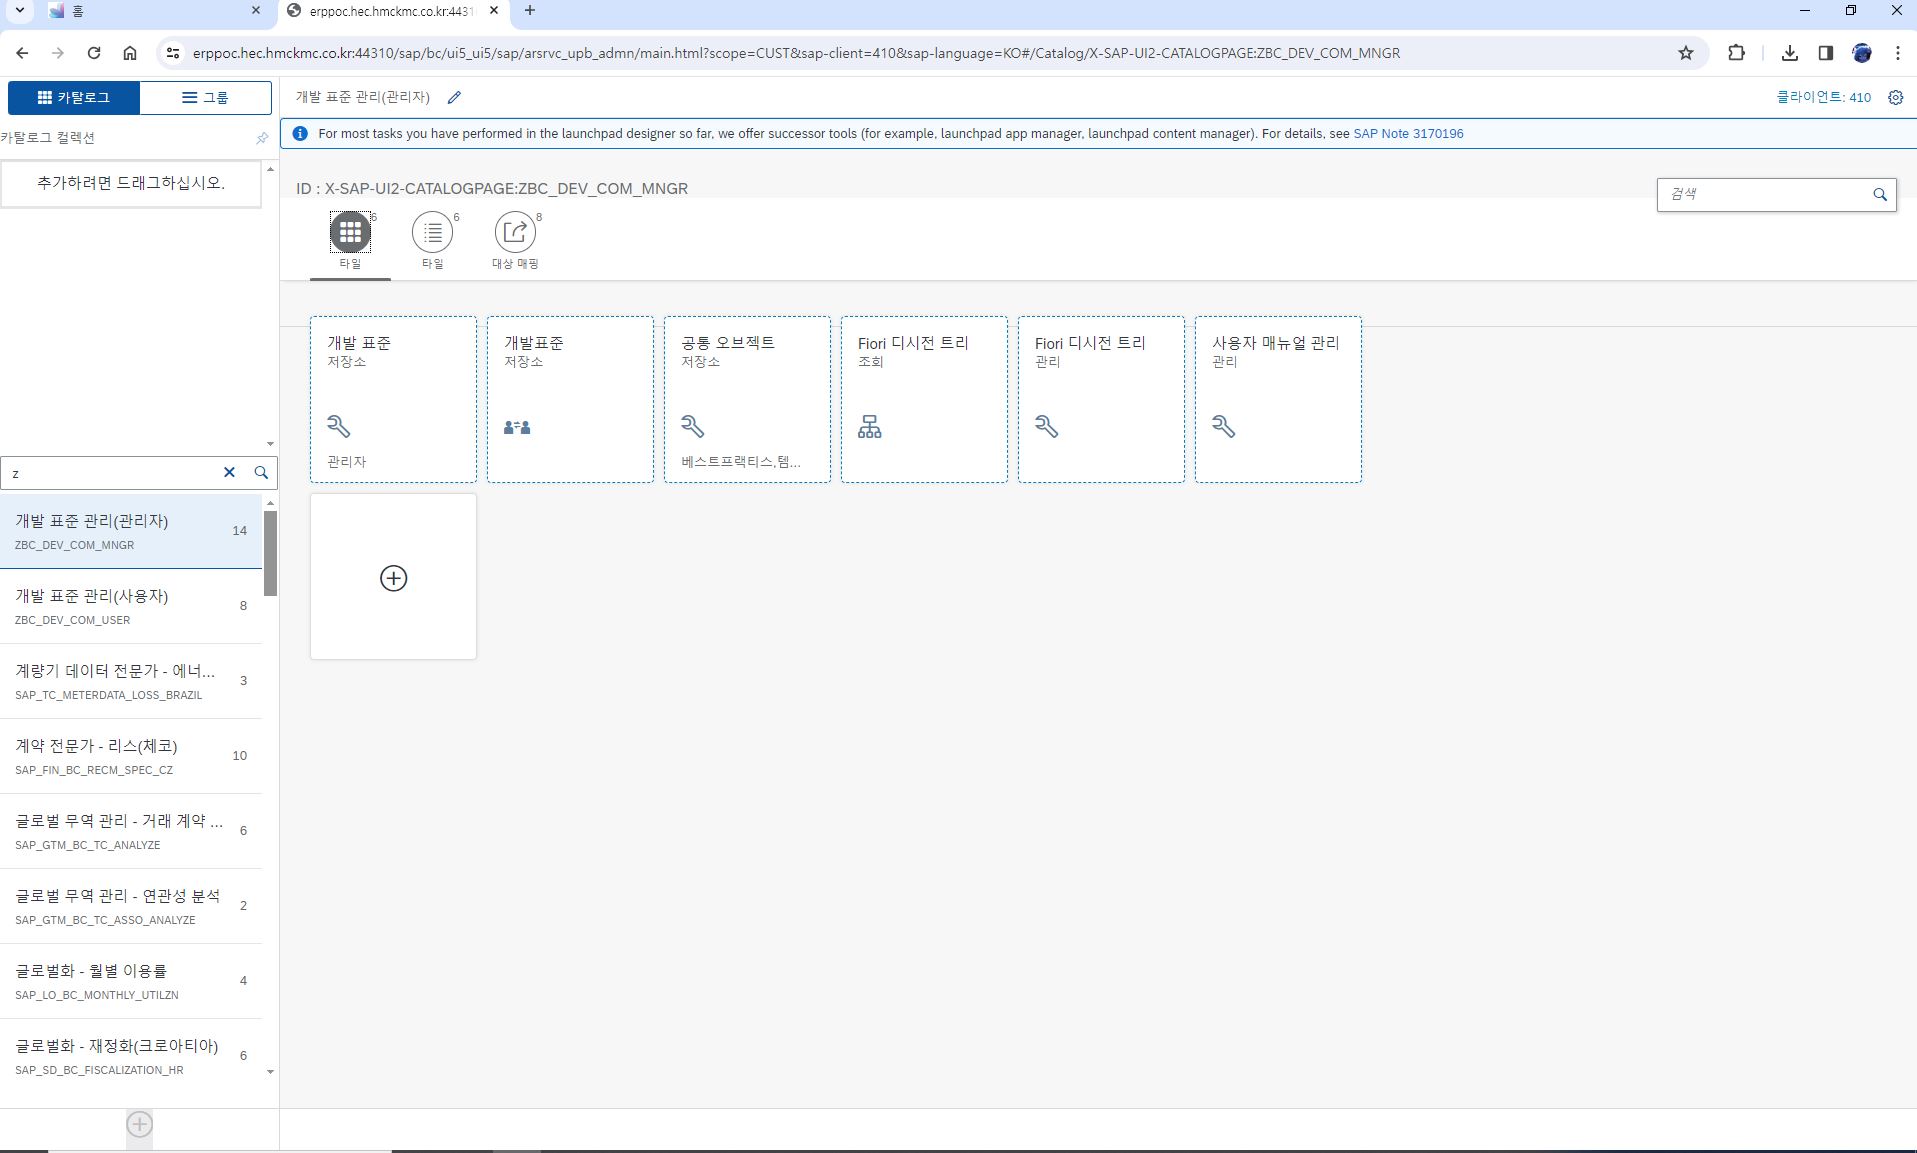 홈
erppoc.hec.hmckmc.co.kr:4431
erppoc.hec.hmckmc.co.kr:44310/sap/bc/ui5_ui5/sap/arsrvc_upb_admn/main.html?scope=CUST&sap-client=410&sap-language=KO#/Catalog/X-SAP-UI2-CATALOGPAGE:ZBC_DEV_COM_MNGR
카탈로그
그룹
개발 표준 관리(관리자)
클라이언트: 410
카탈로그 컬렉션
For most tasks you have performed in the launchpad designer so far, we offer successor tools (for example, launchpad app manager, launchpad content manager). For details, see SAP Note 3170196
추가하려면 드래그하십시오.
ID : X-SAP-UI2-CATALOGPAGE:ZBC_DEV_COM_MNGR
검색
6
타일
6
타일
8
대상 매핑
개발 표준
저장소
관리자
개발표준
저장소
공통 오브젝트
저장소
베스트프랙티스,템...
Fiori 디시전 트리
조회
Fiori 디시전 트리
관리
사용자 매뉴얼 관리
관리
z
개발 표준 관리(관리자)
14
ZBC_DEV_COM_MNGR
개발 표준 관리(사용자)
8
ZBC_DEV_COM_USER
계량기 데이터 전문가 - 에너...
3
SAP_TC_METERDATA_LOSS_BRAZIL
계약 전문가 - 리스(체코)
10
SAP_FIN_BC_RECM_SPEC_CZ
글로벌 무역 관리 - 거래 계약 ...
6
SAP_GTM_BC_TC_ANALYZE
글로벌 무역 관리 - 연관성 분석
2
SAP_GTM_BC_TC_ASSO_ANALYZE
글로벌화 - 월별 이용률
4
SAP_LO_BC_MONTHLY_UTILZN
글로벌화 - 재정화(크로아티아)
6
SAP_SD_BC_FISCALIZATION_HR